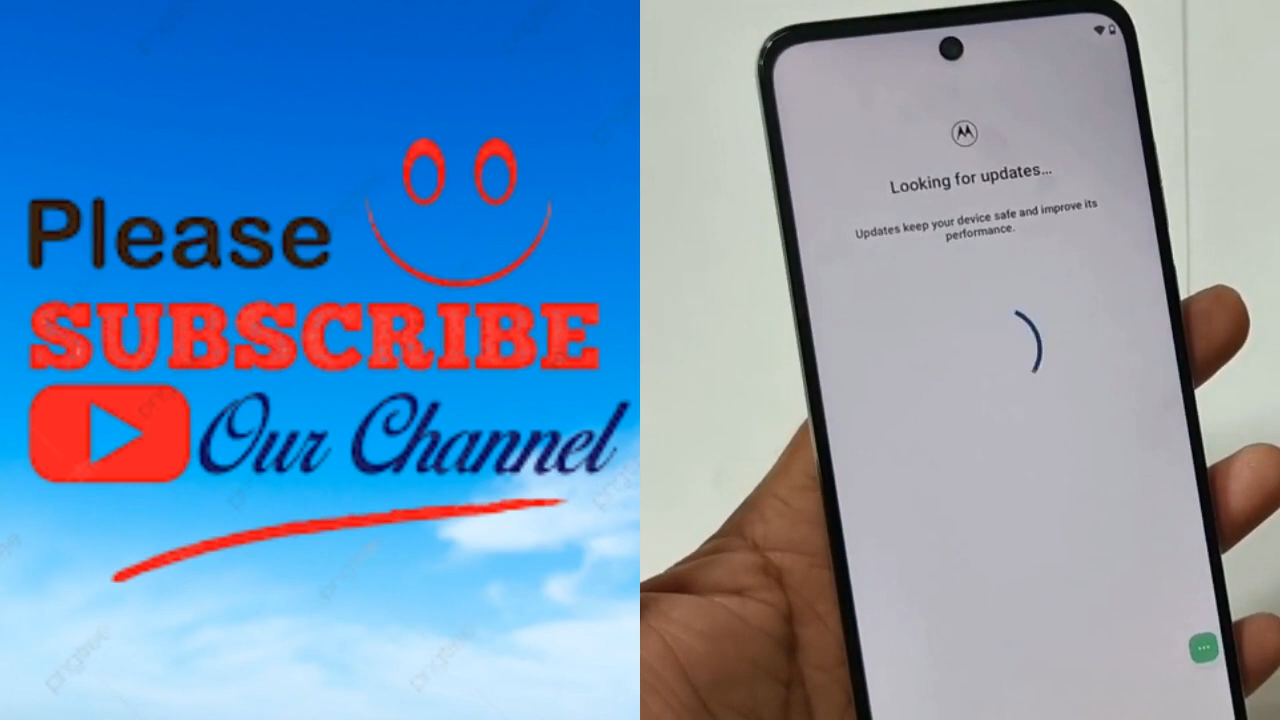 Please
SUBSCRIBE
Our Channel
Looking for updates...
Updates keep your device safe and improve its
performance.